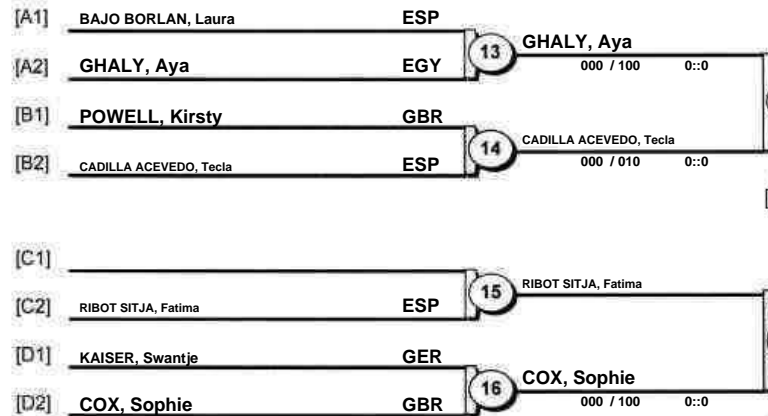 [A1] BAJO BORLAN, Laura ESP
13 GHALY, Aya
[A2] GHALY, Aya EGY
000 / 100 0::0
[B1] POWELL, Kirsty GBR
14 CADILLA ACEVEDO, Tecla
[B2] CADILLA ACEVEDO, Tecla ESP
000 / 010 0::0
[C1]
15 RIBOT SITJA, Fatima
[C2] RIBOT SITJA, Fatima ESP
[D1] KAISER, Swantje GER
16 COX, Sophie
[D2] COX, Sophie GBR
000 / 100 0::0